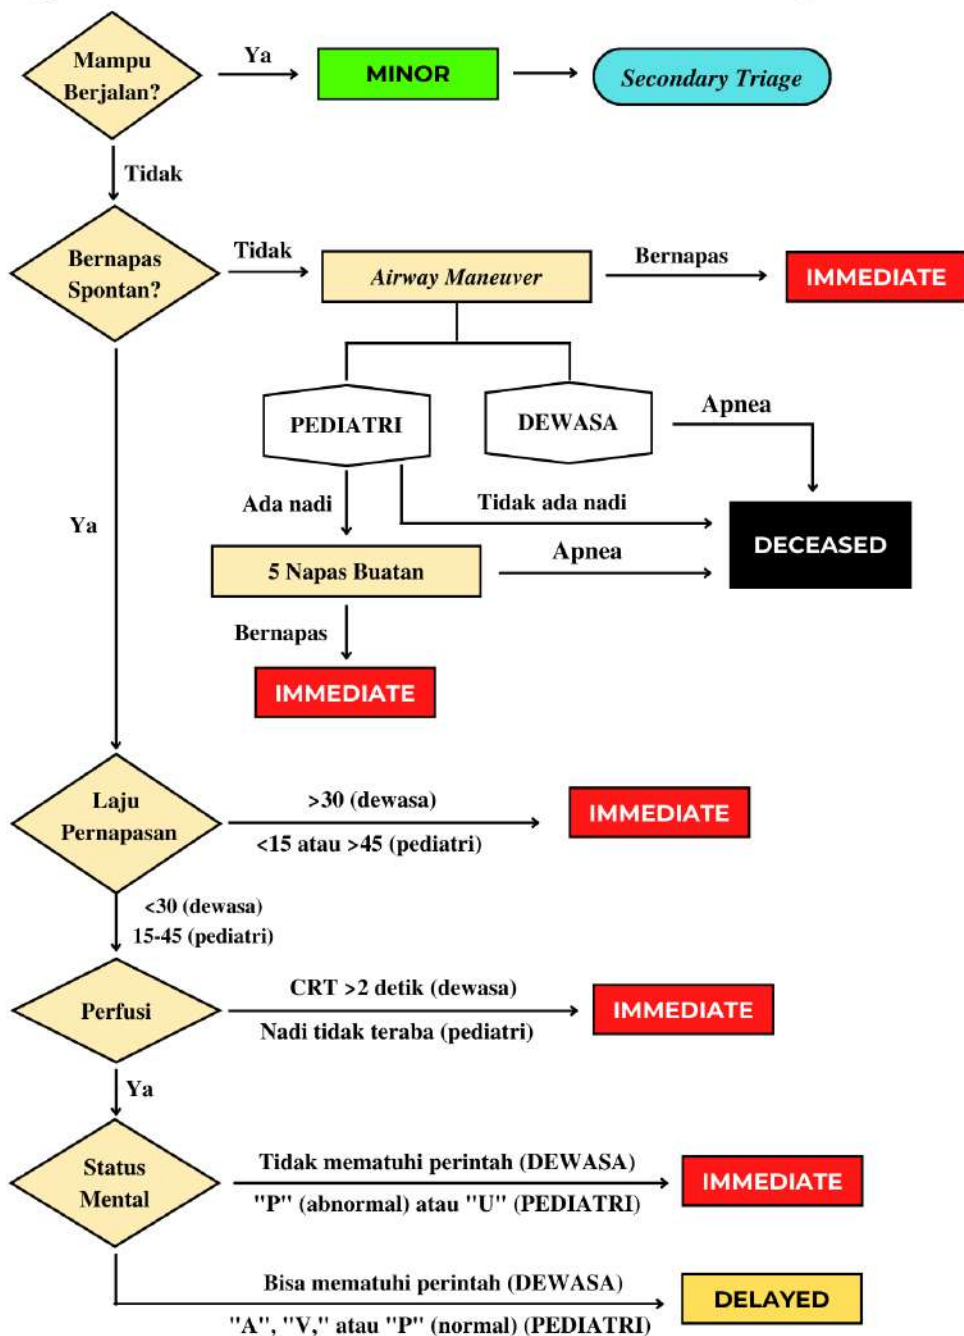 Mampu
Berjalan?
Ya
MINOR
Secondary Triage
Tidak
Bernapas
Spontan?
Tidak
Airway Maneuver
Bernapas
IMMEDIATE
PEDIATRI
DEWASA
Apnea
Ada nadi
Tidak ada nadi
DECEASED
Ya
5 Napas Buatan
Apnea
Bernapas
IMMEDIATE
Laju
Pernapasan
>30 (dewasa)
<15 atau >45 (pediatri)
IMMEDIATE
<30 (dewasa)
15-45 (pediatri)
Perfusi
CRT >2 detik (dewasa)
Nadi tidak teraba (pediatri)
IMMEDIATE
Ya
Status
Mental
Tidak mematuhi perintah (DEWASA)
"P" (abnormal) atau "U" (PEDIATRI)
IMMEDIATE
Bisa mematuhi perintah (DEWASA)
"A", "V," atau "P" (normal) (PEDIATRI)
DELAYED